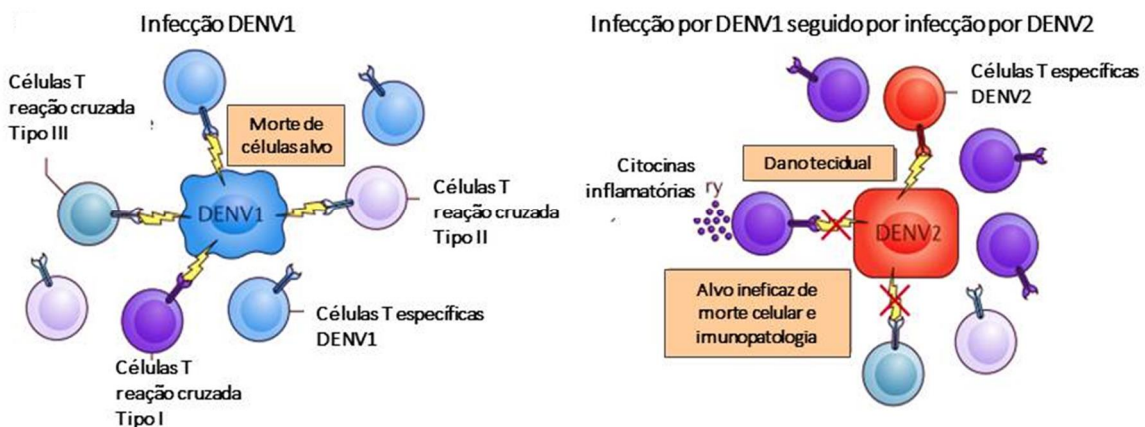 Infecção DENV1
Células T
reação cruzada
Tipo III
Morte de
células alvo
DENV1
Células T
reação cruzada
Tipo II
Células T específicas
DENV1
Células T
reação cruzada
Tipo I
Infecção por DENV1 seguido por infecção por DENV2
Células T específicas
DENV2
Dano tecidual
Citocinas
inflamatórias
ry
DENV2
Alvo ineficaz de
morte celular e
imunopatologia